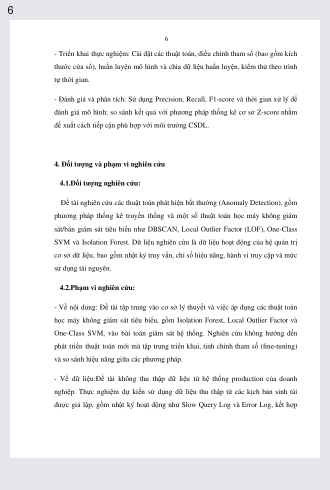 6
6
- Triển khai thực nghiệm: Cài đặt các thuật toán, điều chỉnh tham số (bao gồm kích
thước cửa sổ), huấn luyện mô hình và chia dữ liệu huấn luyện, kiểm thử theo trình
tự thời gian.
- Đánh giá và phân tích: Sử dụng Precision, Recall, F1-score và thời gian xử lý để
đánh giá mô hình; so sánh kết quả với phương pháp thống kê cơ sở Z-score nhằm
đề xuất cách tiếp cận phù hợp với môi trường CSDL.
4. Đối tượng và phạm vi nghiên cứu
4.1.Đối tượng nghiên cứu:
Đề tài nghiên cứu các thuật toán phát hiện bất thường (Anomaly Detection), gồm
phương pháp thống kê truyền thống và một số thuật toán học máy không giám
sát/bán giám sát tiêu biểu như DBSCAN, Local Outlier Factor (LOF), One-Class
SVM và Isolation Forest. Dữ liệu nghiên cứu là dữ liệu hoạt động của hệ quản trị
cơ sở dữ liệu, bao gồm nhật ký truy vấn, chỉ số hiệu năng, hành vi truy cập và mức
sử dụng tài nguyên.
4.2.Phạm vi nghiên cứu:
- Về nội dung: Đề tài tập trung vào cơ sở lý thuyết và việc áp dụng các thuật toán
học máy không giám sát tiêu biểu, gồm Isolation Forest, Local Outlier Factor và
One-Class SVM, vào bài toán giám sát hệ thống. Nghiên cứu không hướng đến
phát triển thuật toán mới mà tập trung triển khai, tinh chỉnh tham số (fine-tuning)
và so sánh hiệu năng giữa các phương pháp.
- Về dữ liệu:Đề tài không thu thập dữ liệu từ hệ thống production của doanh
nghiệp. Thực nghiệm dự kiến sử dụng dữ liệu thu thập từ các kịch bản sinh tải
được giả lập, gồm nhật ký hoạt động như Slow Query Log và Error Log, kết hợp